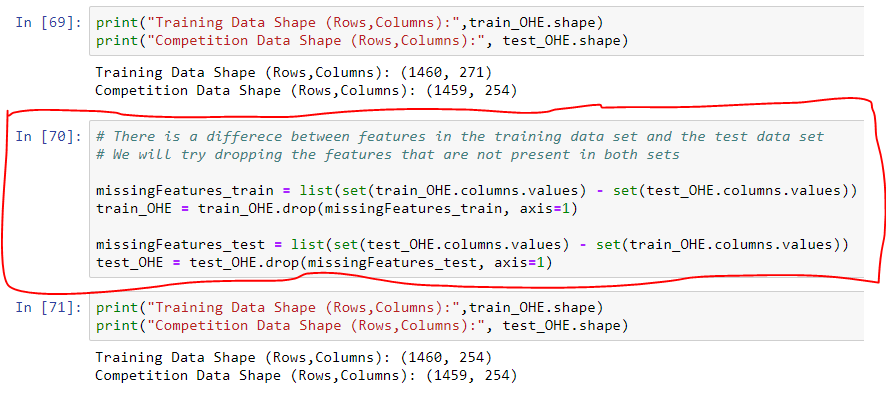 In [69]: print("Training Data Shape (Rows,Columns):",train_OHE.shape)
print("Competition Data Shape (Rows,Columns):", test_OHE.shape)
Training Data Shape (Rows,Columns): (1460, 271)
Competition Data Shape (Rows,Columns): (1459, 254)
In [70]: # There is a differece between features in the training data set and the test data set
# We will try dropping the features that are not present in both sets
missingFeatures_train = list(set(train_OHE.columns.values) - set(test_OHE.columns.values))
train_OHE = train_OHE.drop(missingFeatures_train, axis=1)
missingFeatures_test = list(set(test_OHE.columns.values) - set(train_OHE.columns.values))
test_OHE = test_OHE.drop(missingFeatures_test, axis=1)
In [71]: print("Training Data Shape (Rows,Columns):",train_OHE.shape)
print("Competition Data Shape (Rows,Columns):", test_OHE.shape)
Training Data Shape (Rows,Columns): (1460, 254)
Competition Data Shape (Rows,Columns): (1459, 254)